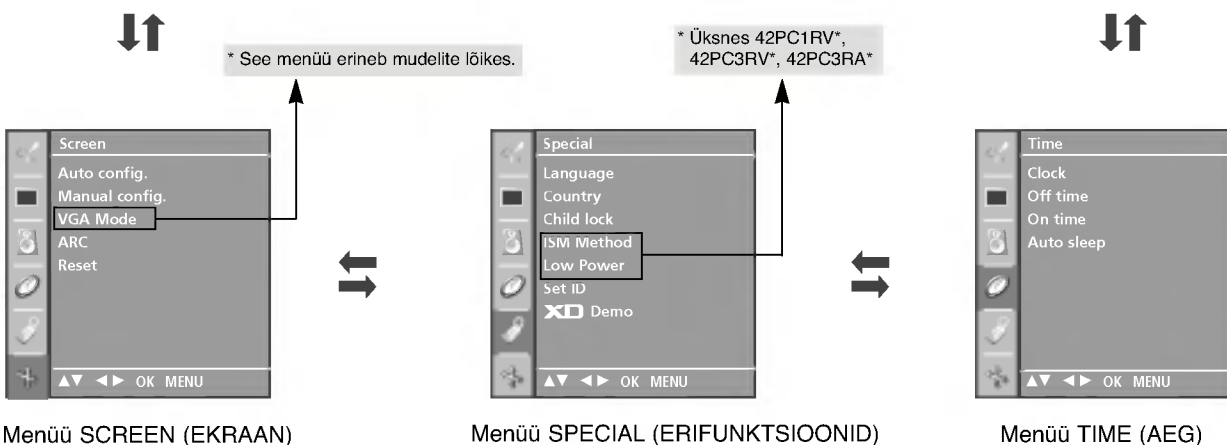 * See menüü erineb mudelite lõikes.
* Üksnes 42PC1RV*,
42PC3RV*, 42PC3RA*
Screen
Auto config.
Manual config.
VGA Mode
ARC
Reset
▲▼ ◄► OK MENU
Menüü SCREEN (EKRAAN)
Special
Language
Country
Child lock
ISM Method
Low Power
Set ID
XD Demo
▲▼ ◄► OK MENU
Menüü SPECIAL (ERIFUNKTSIOONID)
Time
Clock
Off time
On time
Auto sleep
▲▼ ◄► OK MENU
Menüü TIME (AEG)